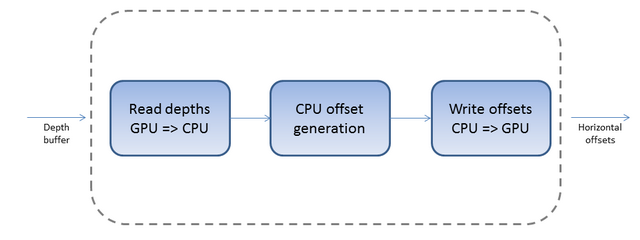 Depth
buffer
Read depths
GPU => CPU
CPU offset
generation
Write offsets
CPU => GPU
Horizontal
offsets